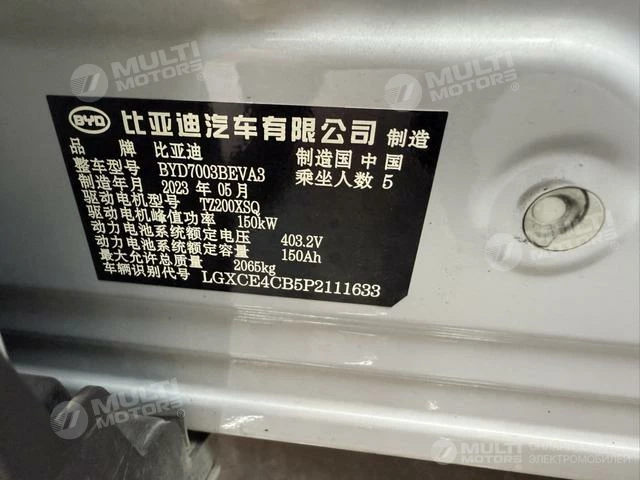 MULTI
MOTORS
MULTI
MOTORS
MULTI
MOTORS
BYD 比亚迪汽车有限公司 制造
品牌 比亚迪 制造国 中国
整车型号 BYD7003BEVA3 乘坐人数 5
制造年月 2023 年 05 月
驱动电机型号 TZ200XSQ
驱动电机峰值功率 150kW
动力电池系统额定电压 403.2V
动力电池系统额定容量 150Ah
最大允许总质量 2065kg
车辆识别代号 LGXCE4CB5P2111633
MULTI
MOTORS
MULTI
MOTORS
MULTI
MOTORS
ЭЛЕКТРОМОБИЛЕЙ